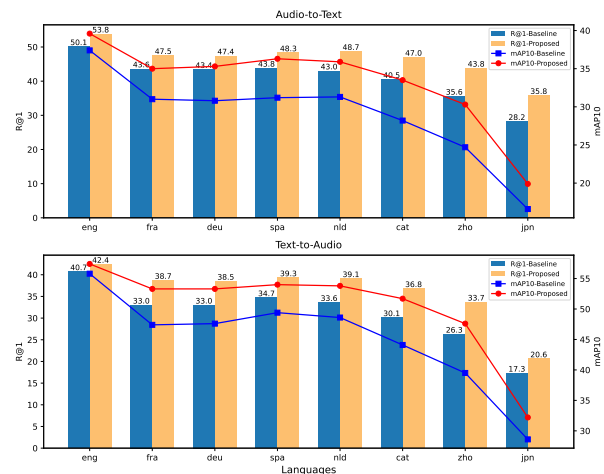 Audio-to-Text
R@1
50
40
30
20
10
0
50.1 53.8 43.6 47.5 43.4 47.4 43.8 48.3 43.0 48.7 40.5 47.0 35.6 43.8 28.2 35.8
R@1-Baseline
R@1-Proposed
mAP10-Baseline
mAP10-Proposed
40
35
30
25
20
mAP10
eng fra deu spa nld cat zho jpn
Text-to-Audio
R@1
40
35
30
25
20
15
10
5
0
40.7 42.4 33.0 38.7 33.0 38.5 34.7 39.3 33.6 39.1 30.1 36.8 26.3 33.7 17.3 20.6
R@1-Baseline
R@1-Proposed
mAP10-Baseline
mAP10-Proposed
55
50
45
40
35
30
mAP10
eng fra deu spa nld cat zho jpn
Languages